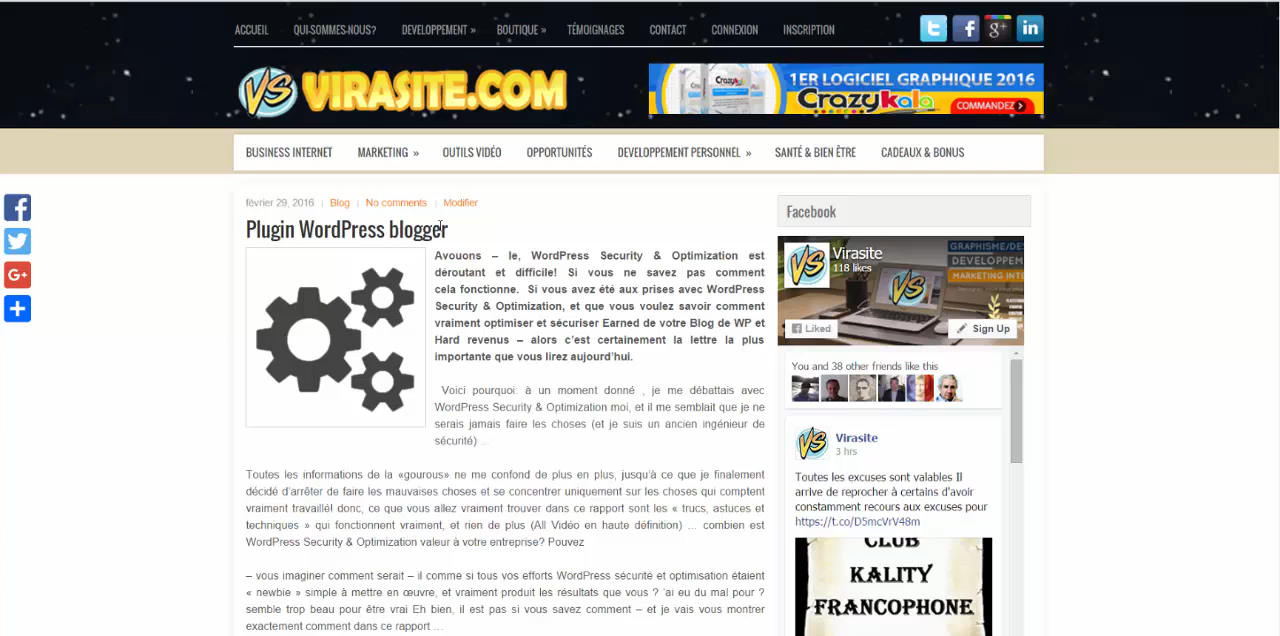 ACCUEIL QUI-SOMMES-NOUS? DEVELOPPEMENT » BOUTIQUE » TÉMOIGNAGES CONTACT CONNEXION INSCRIPTION
VS VIRASITE.COM
1ER LOGICIEL GRAPHIQUE 2016
Crazykala
COMMANDEZ
BUSINESS INTERNET MARKETING » OUTILS VIDÉO OPPORTUNITÉS DEVELOPPEMENT PERSONNEL » SANTÉ & BIEN ÊTRE CADEAUX & BONUS
février 29, 2016 | Blog | No comments | Modifier
Plugin WordPress blogger
Avouons – le, WordPress Security & Optimization est
déroutant et difficile! Si vous ne savez pas comment
cela fonctionne. Si vous avez été aux prises avec WordPress
Security & Optimization, et que vous voulez savoir comment
vraiment optimiser et sécuriser Earned de votre Blog de WP et
Hard revenus – alors c'est certainement la lettre la plus
importante que vous lirez aujourd'hui.
Voici pourquoi: à un moment donné , je me débattais avec
WordPress Security & Optimization moi, et il me semblait que je ne
serais jamais faire les choses (et je suis un ancien ingénieur de
sécurité) ...
Toutes les informations de la «gourous» ne me confond de plus en plus, jusqu'à ce que je finalement
décidé d'arrêter de faire les mauvaises choses et se concentrer uniquement sur les choses qui comptent
vraiment travaillé! donc, ce que vous allez vraiment trouver dans ce rapport sont les « trucs, astuces et
techniques » qui fonctionnent vraiment, et rien de plus (All Vidéo en haute définition) ... combien est
WordPress Security & Optimization valeur à votre entreprise? Pouvez
– vous imaginer comment serait – il comme si tous vos efforts WordPress sécurité et optimisation étaient
« newbie » simple à mettre en œuvre, et vraiment produit les résultats que vous ? 'ai eu du mal pour ?
semble trop beau pour être vrai Eh bien, il est pas si vous savez comment – et je vais vous montrer
exactement comment dans ce rapport ...
Facebook
VS
Virasite
118 likes
GRAPHISME/DES
DEVELOPPEMEN
MARKETING INTE
Liked
Sign Up
You and 38 other friends like this
VS
Virasite
3 hrs
Toutes les excuses sont valables Il
arrive de reprocher à certains d'avoir
constamment recours aux excuses pour
https://t.co/D5mcVrV48m
CLUB
KALITY
FRANCOPHONE